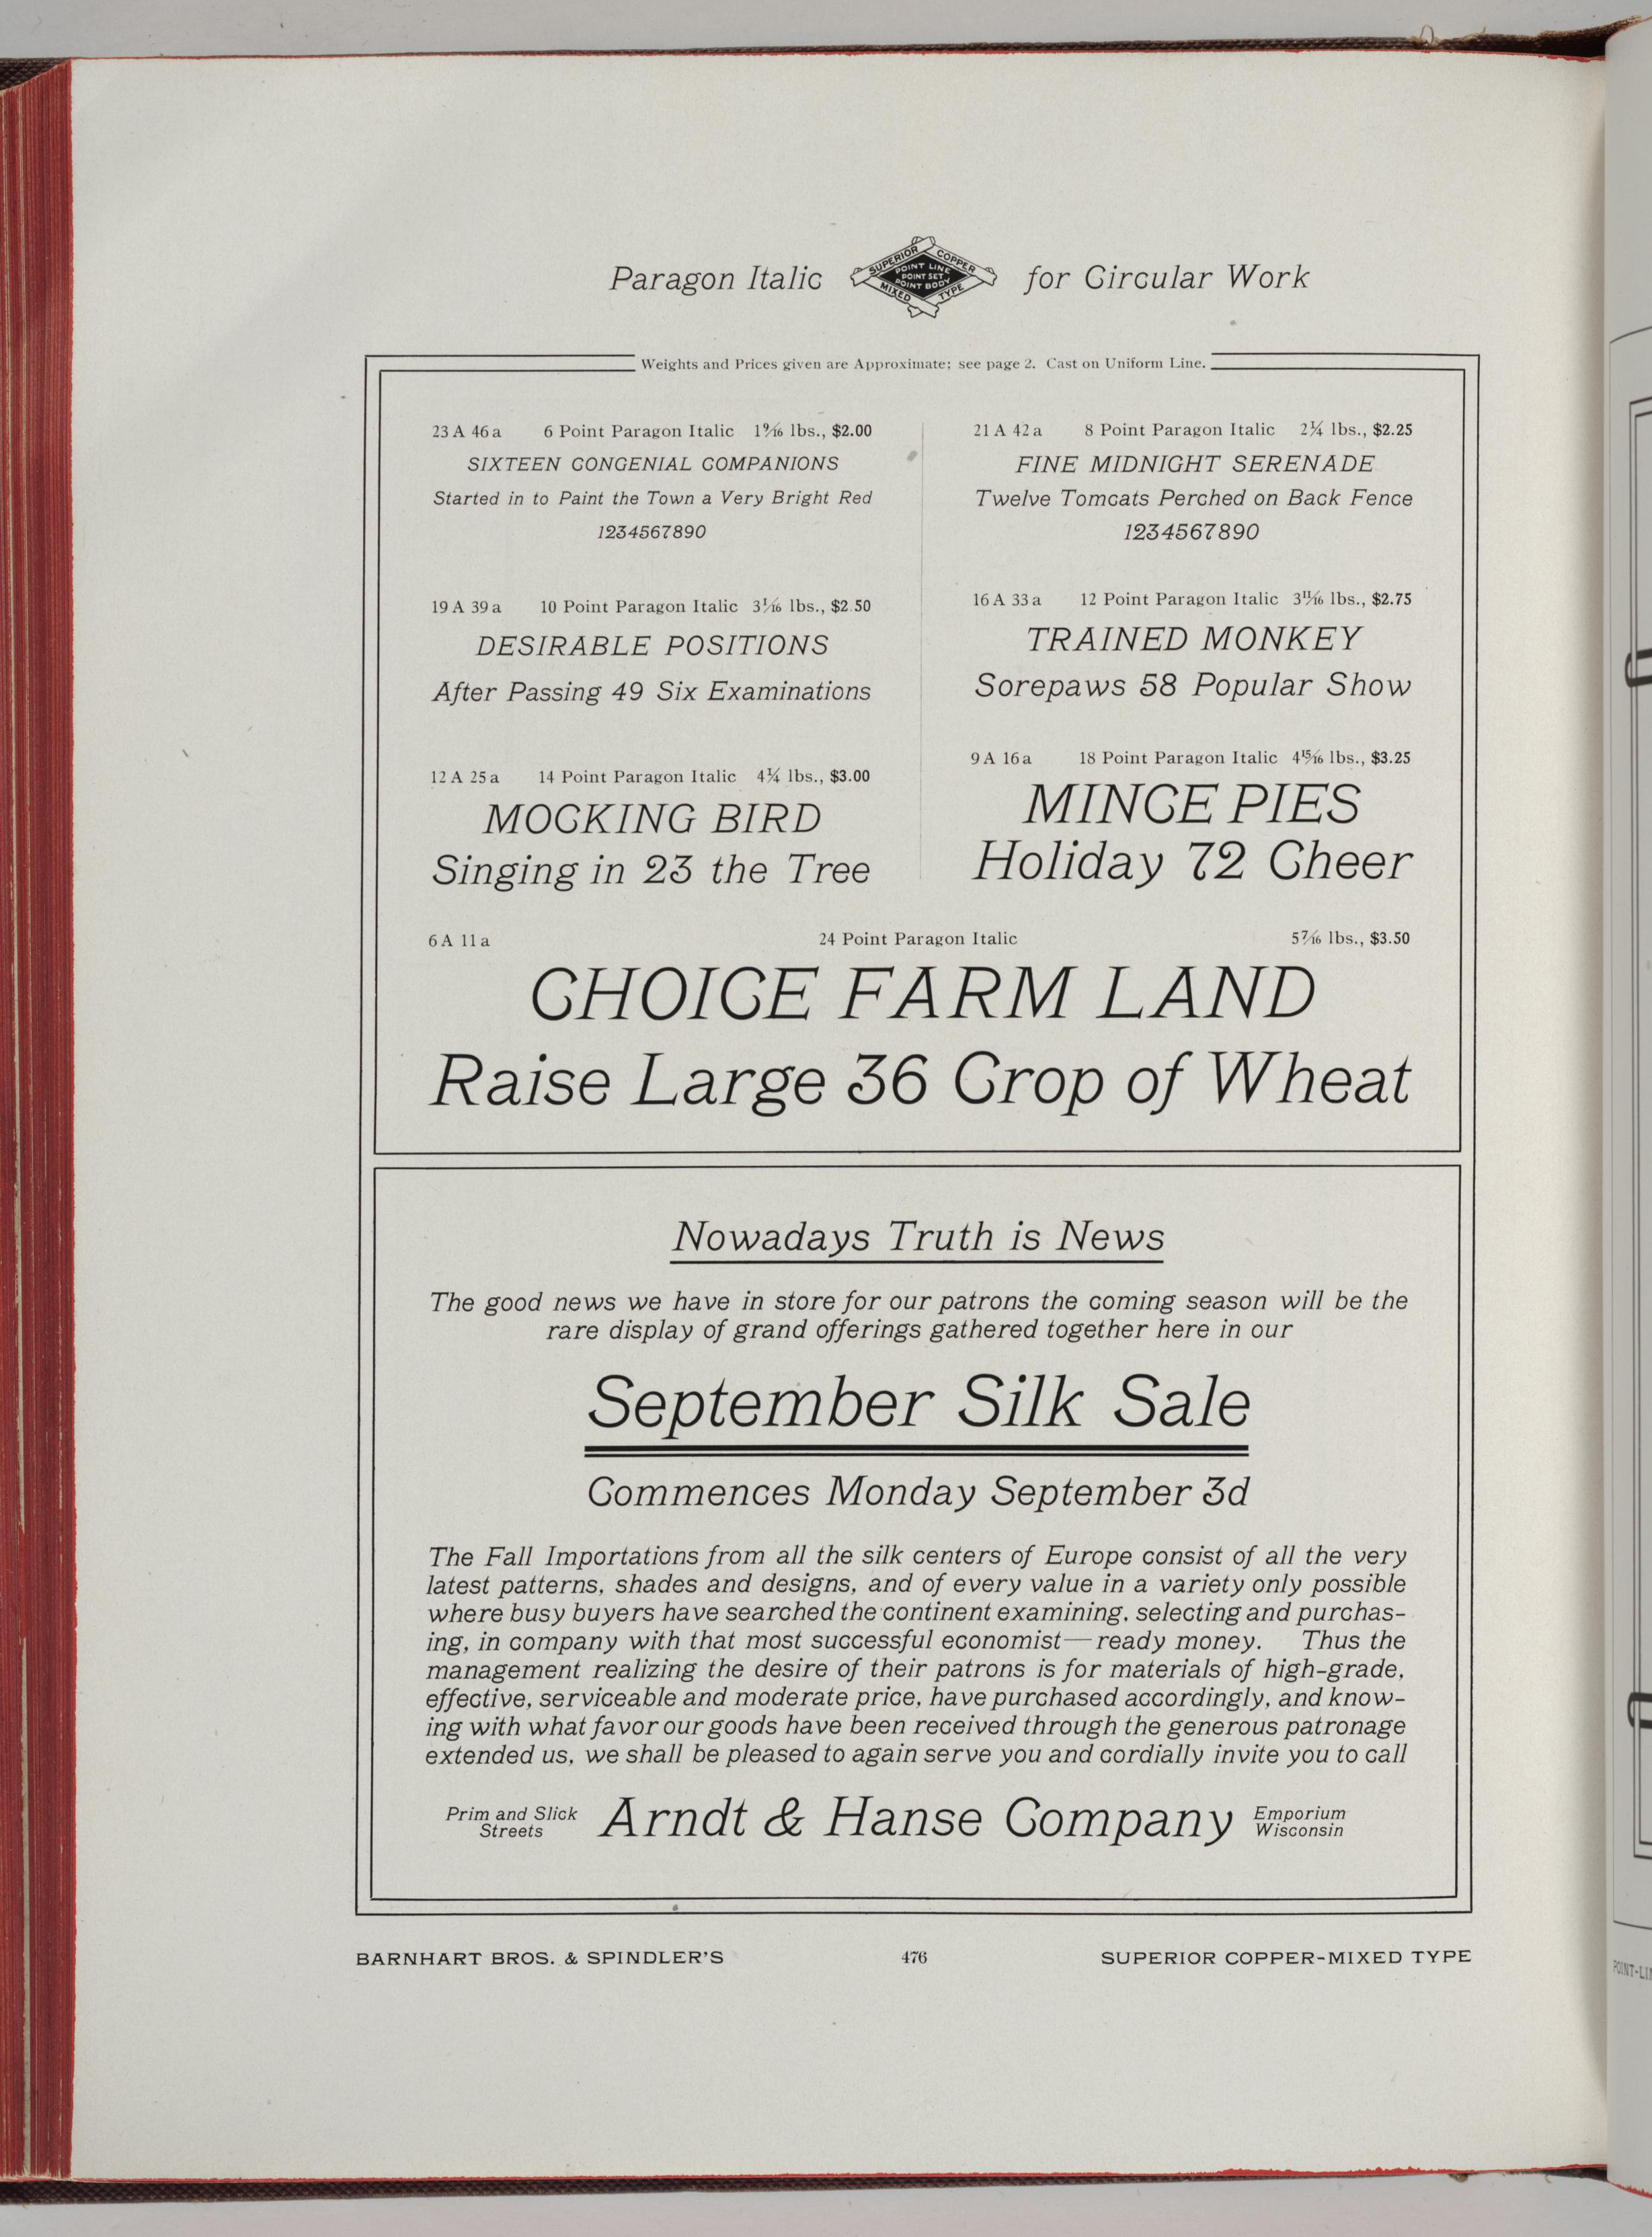 Paragon Italic for Circular Work
SUPERIOR COPPER
POINT LINE
POINT SET
POINT BODY
MIXED TYPE
Weights and Prices given are Approximate; see page 2. Cast on Uniform Line.
23 A 46 a 6 Point Paragon Italic 1 9/16 lbs., $2.00
SIXTEEN CONGENIAL COMPANIONS
Started in to Paint the Town a Very Bright Red
1234567890
21 A 42 a 8 Point Paragon Italic 2¼ lbs., $2.25
FINE MIDNIGHT SERENADE
Twelve Tomcats Perched on Back Fence
1234567890
19 A 39 a 10 Point Paragon Italic 3 1/16 lbs., $2.50
DESIRABLE POSITIONS
After Passing 49 Six Examinations
16 A 33 a 12 Point Paragon Italic 3 11/16 lbs., $2.75
TRAINED MONKEY
Sorepaws 58 Popular Show
12 A 25 a 14 Point Paragon Italic 4¼ lbs., $3.00
MOCKING BIRD
Singing in 23 the Tree
9 A 16 a 18 Point Paragon Italic 4 15/16 lbs., $3.25
MINCE PIES
Holiday 72 Cheer
6 A 11 a 24 Point Paragon Italic 5 7/16 lbs., $3.50
CHOICE FARM LAND
Raise Large 36 Crop of Wheat
Nowadays Truth is News
The good news we have in store for our patrons the coming season will be the
rare display of grand offerings gathered together here in our
September Silk Sale
Commences Monday September 3d
The Fall Importations from all the silk centers of Europe consist of all the very
latest patterns, shades and designs, and of every value in a variety only possible
where busy buyers have searched the continent examining, selecting and purchas-
ing, in company with that most successful economist—ready money. Thus the
management realizing the desire of their patrons is for materials of high-grade,
effective, serviceable and moderate price, have purchased accordingly, and know-
ing with what favor our goods have been received through the generous patronage
extended us, we shall be pleased to again serve you and cordially invite you to call
Prim and Slick
Streets
Arndt & Hanse Company
Emporium
Wisconsin
BARNHART BROS. & SPINDLER'S 476 SUPERIOR COPPER-MIXED TYPE